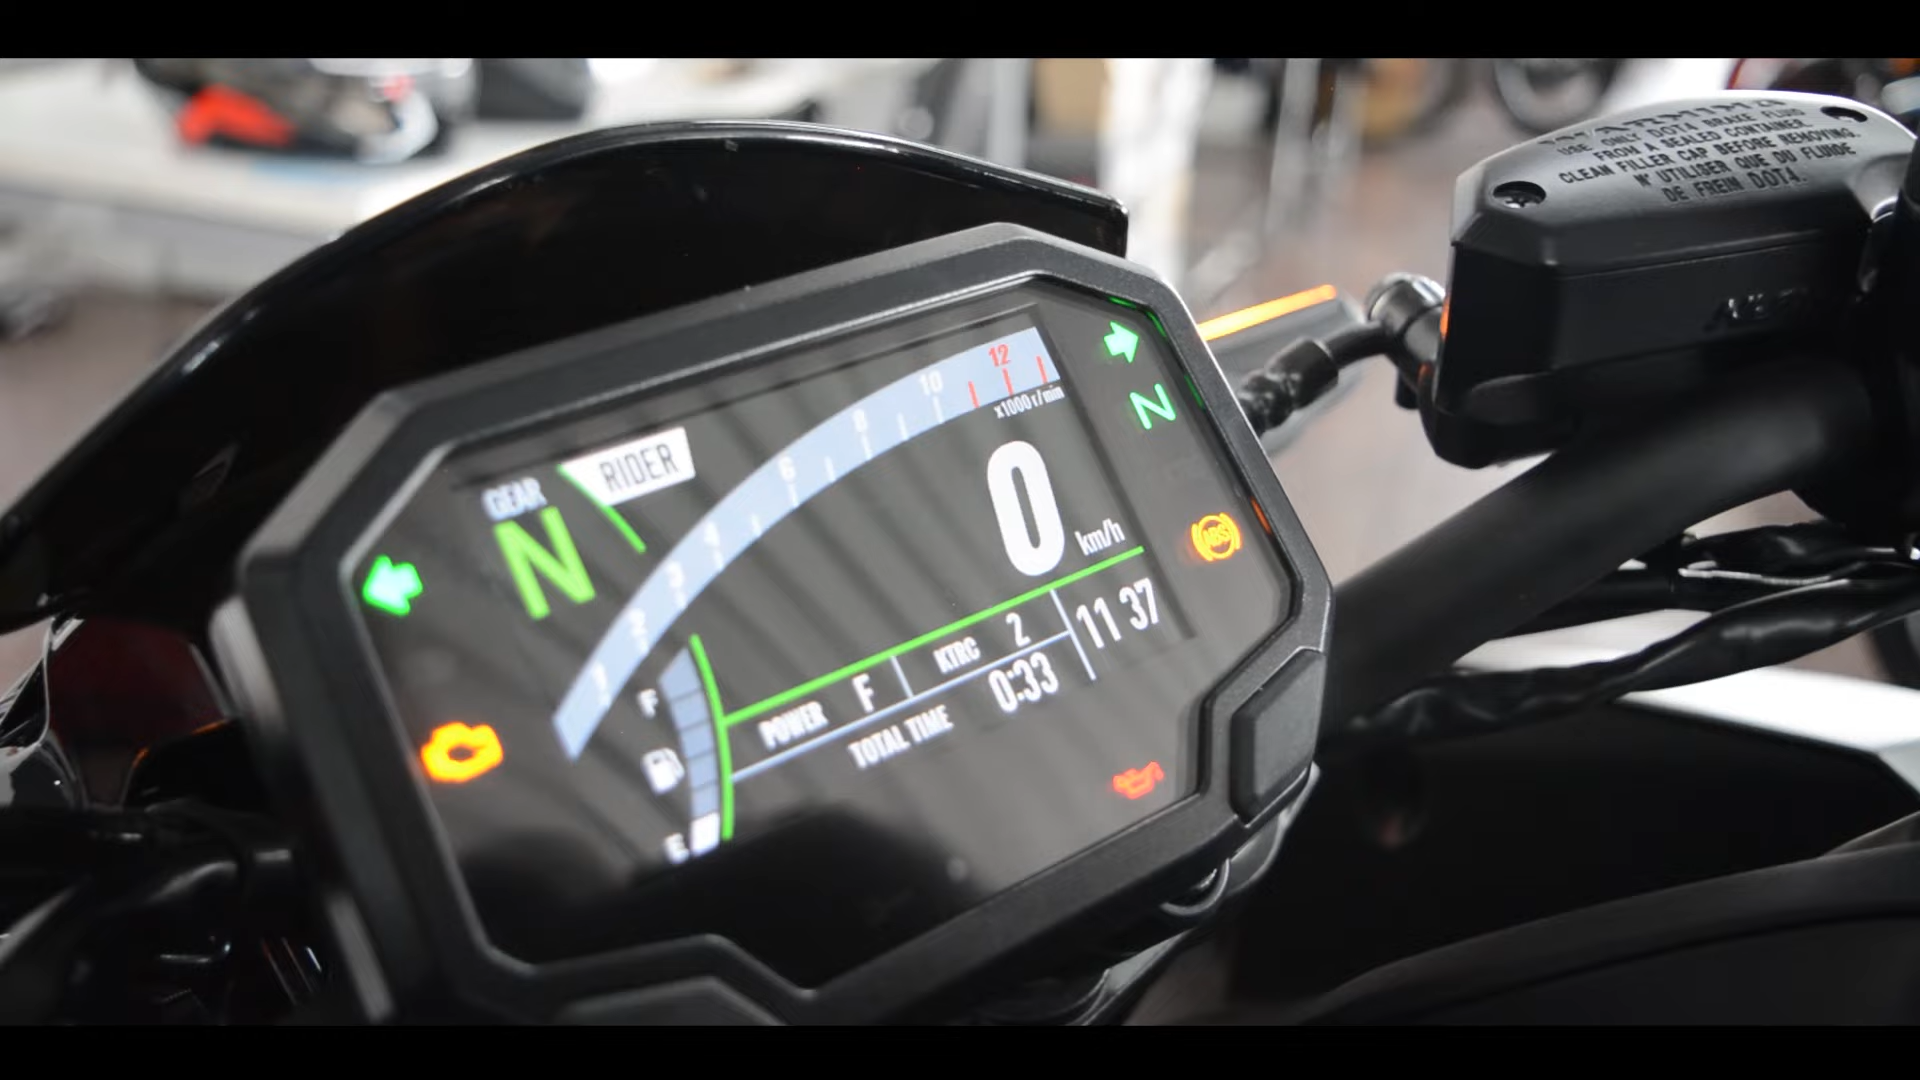 USE ONLY DOT4 BRAKE FLUID
FROM A SEALED CONTAINER.
CLEAN FILLER CAP BEFORE REMOVING.
N'UTILISER QUE DU FLUIDE
DE FREIN DOT4.
GEAR
N
RIDER
1 2 3 4 6 8 10 12
x1000 r/min
N
0 km/h
ABS
POWER F
KTRC 2
11 37
TOTAL TIME 0:33
F
E